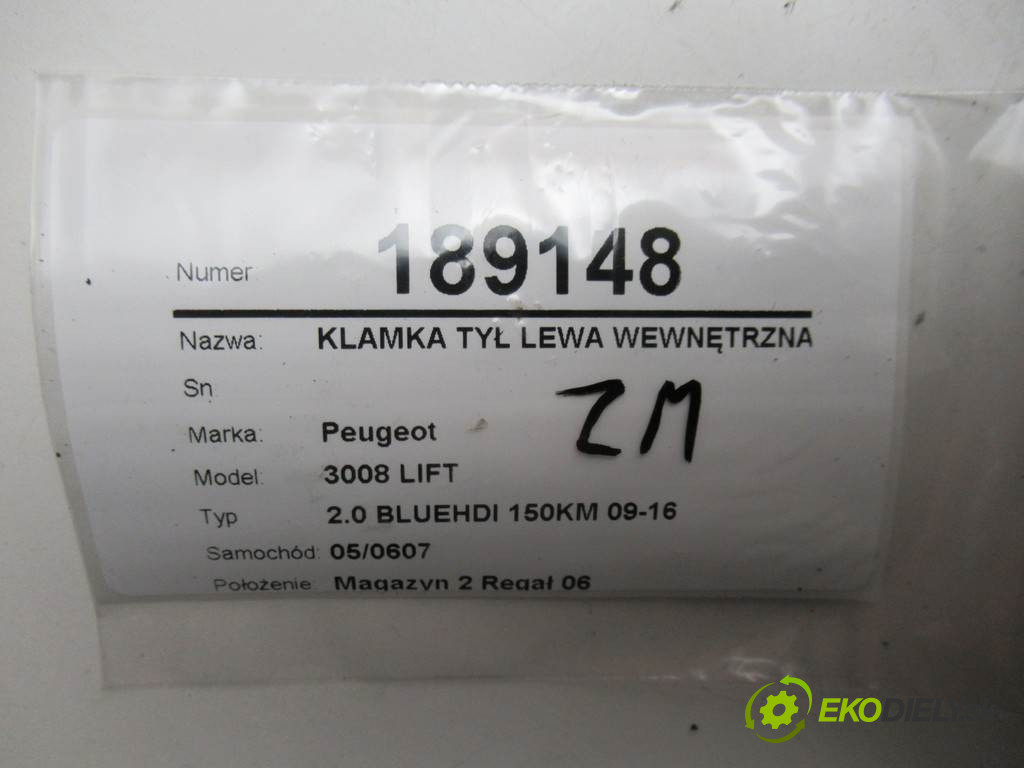 Numer 189148
Nazwa: KLAMKA TYŁ LEWA WEWNĘTRZNA
Sn
ZM
Marka: Peugeot
Model: 3008 LIFT
Typ 2.0 BLUEHDI 150KM 09-16
Samochód: 05/0607
Położenie: Magazyn 2 Regał 06